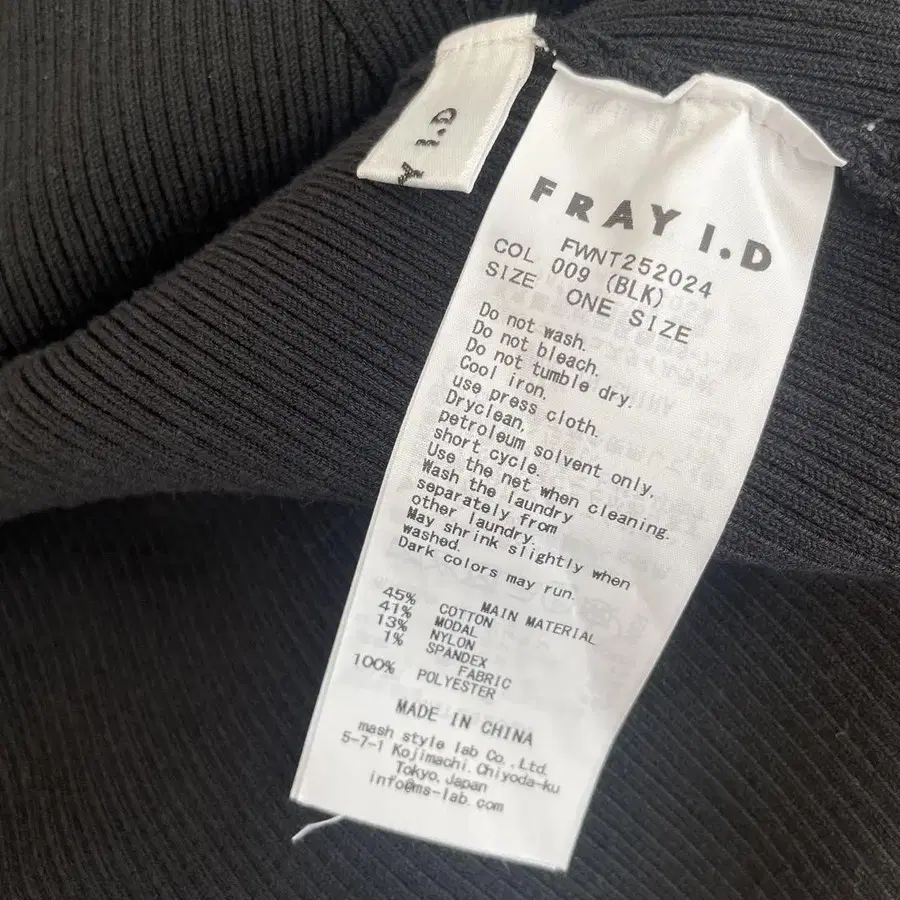 Y I.D
FRAY I.D
FWNT252024
COL 009 (BLK)
SIZE ONE SIZE
Do not wash.
Do not bleach.
Do not tumble dry.
Cool iron.
use press cloth.
Dryclean,
petroleum solvent only,
short cycle.
Use the net when cleaning.
Wash the laundry
separately from
other laundry.
May shrink slightly when
washed.
Dark colors may run.
MAIN MATERIAL
45% COTTON
41% MODAL
13% NYLON
1% SPANDEX
FABRIC
100% POLYESTER
MADE IN CHINA
mash style lab Co., Ltd.
5-7-1 Kojimachi, Chiyoda-ku
Tokyo, Japan
info@ms-lab.com